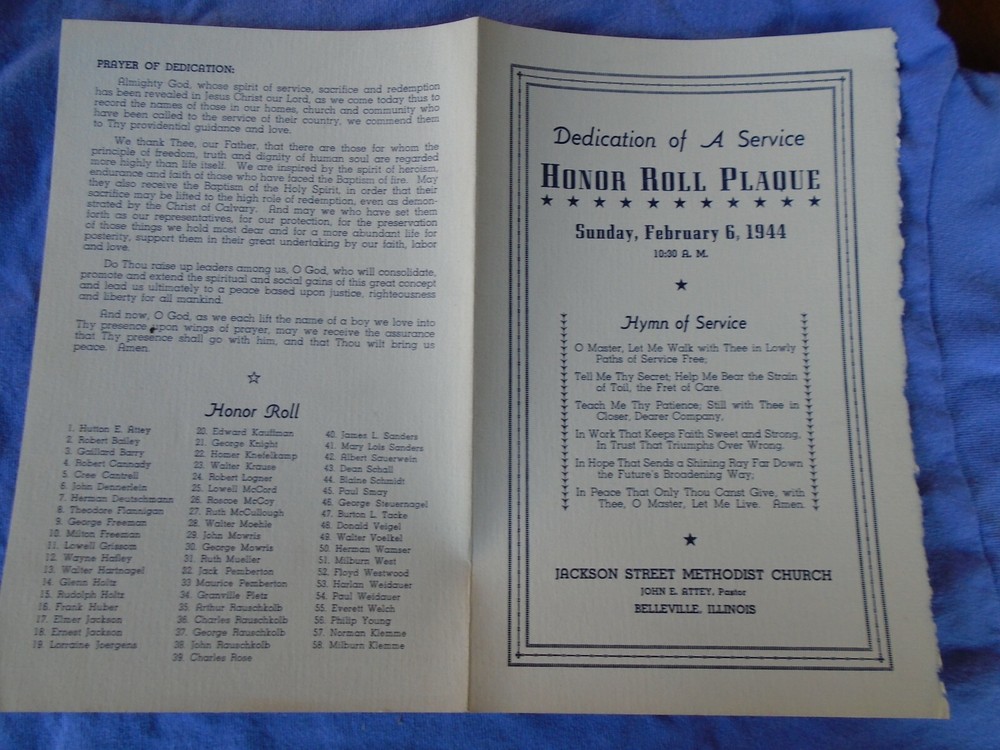 PRAYER OF DEDICATION:
Almighty God, whose spirit of service, sacrifice and redemption
has been revealed in Jesus Christ our Lord, as we come today thus to
record the names of those in our homes, church and community who
have been called to the service of their country, we commend them
to Thy providential guidance and love.
We thank Thee, our Father, that there are those for whom the
principle of freedom, truth and dignity of human soul are regarded
more highly than life itself. We are inspired by the spirit of heroism,
endurance and faith of those who have faced the Baptism of fire. May
they also receive the Baptism of the Holy Spirit, in order that their
sacrifice may be lifted to the high role of redemption, even as demon-
strated by the Christ of Calvary. And may we who have set them
forth as our representatives, for our protection, for the preservation
of those things we hold most dear and for a more abundant life for
posterity, support them in their great undertaking by our faith, labor
and love.
Do Thou raise up leaders among us, O God, who will consolidate,
promote and extend the spiritual and social gains of this great concept
and lead us ultimately to a peace based upon justice, righteousness
and liberty for all mankind.
And now, O God, as we each lift the name of a boy we love into
Thy presence upon wings of prayer, may we receive the assurance
that Thy presence shall go with him, and that Thou wilt bring us
peace. Amen.
Honor Roll
1. Hutton E. Attey
2. Robert Bailey
3. Gaillard Barry
4. Robert Cannady
5. Cree Cantrell
6. John Dennerlein
7. Herman Deutschmann
8. Theodore Flannigan
9. George Freeman
10. Milton Freeman
11. Lowell Grissom
12. Wayne Hafley
13. Walter Hartnagel
14. Glenn Holtz
15. Rudolph Holtz
16. Frank Huber
17. Elmer Jackson
18. Ernest Jackson
19. Lorraine Joergens
20. Edward Kauffman
21. George Knight
22. Homer Knefelkamp
23. Walter Krause
24. Robert Logner
25. Lowell McCord
26. Roscoe McCoy
27. Ruth McCullough
28. Walter Moehle
29. John Mowris
30. George Mowris
31. Ruth Mueller
32. Jack Pemberton
33 Maurice Pemberton
34. Granville Pletz
35. Arthur Rauschkolb
36. Charles Rauschkolb
37. George Rauschkolb
38. John Rauschkolb
39. Charles Rose
40. James L. Sanders
41. Mary Lois Sanders
42. Albert Sauerwein
43. Dean Schall
44. Blaine Schmidt
45. Paul Smay
46. George Steuernagel
47. Burton L. Tacke
48. Donald Veigel
49. Walter Voelkel
50. Herman Wamser
51. Milburn West
52. Floyd Westwood
53. Harlan Weidauer
54. Paul Weidauer
55. Everett Welch
56. Philip Young
57. Norman Klemme
58. Milburn Klemme
Dedication of A Service
HONOR ROLL PLAQUE
Sunday, February 6, 1944
10:30 A. M.
Hymn of Service
O Master, Let Me Walk with Thee in Lowly
Paths of Service Free;
Tell Me Thy Secret; Help Me Bear the Strain
of Toil, the Fret of Care.
Teach Me Thy Patience; Still with Thee in
Closer, Dearer Company,
In Work That Keeps Faith Sweet and Strong,
In Trust That Triumphs Over Wrong.
In Hope That Sends a Shining Ray Far Down
the Future's Broadening Way;
In Peace That Only Thou Canst Give, with
Thee, O Master, Let Me Live. Amen.
JACKSON STREET METHODIST CHURCH
JOHN E. ATTEY, Pastor
BELLEVILLE, ILLINOIS